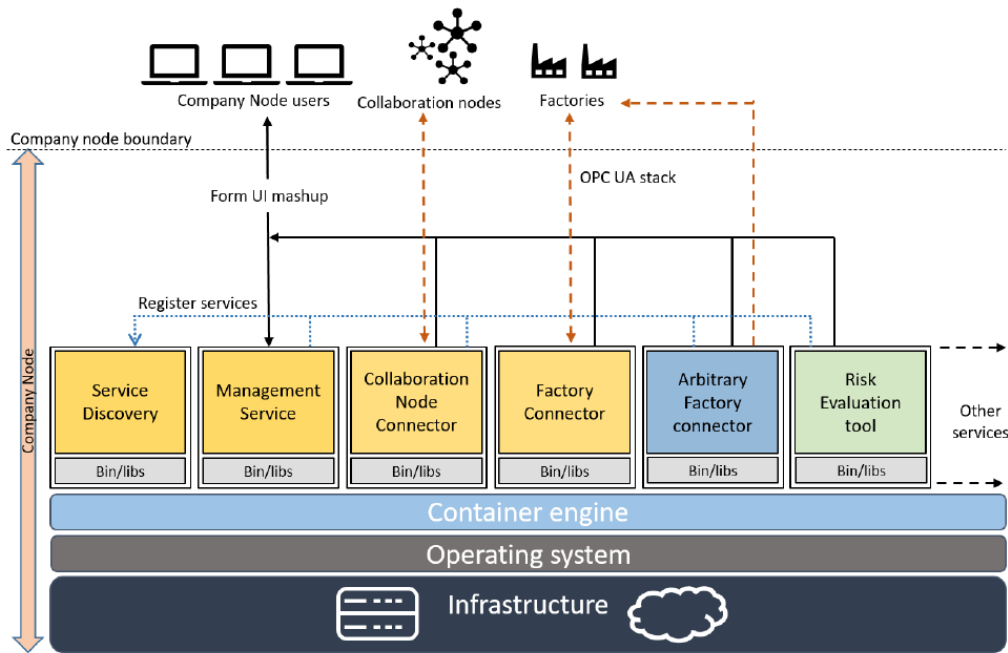 Company Node users
Collaboration nodes
Factories
Company node boundary
OPC UA stack
Form UI mashup
Register services
Company Node
Service
Discovery
Management
Service
Collaboration
Node
Connector
Factory
Connector
Arbitrary
Factory
connector
Risk
Evaluation
tool
Other
services
Bin/libs
Bin/libs
Bin/libs
Bin/libs
Bin/libs
Bin/libs
Container engine
Operating system
Infrastructure